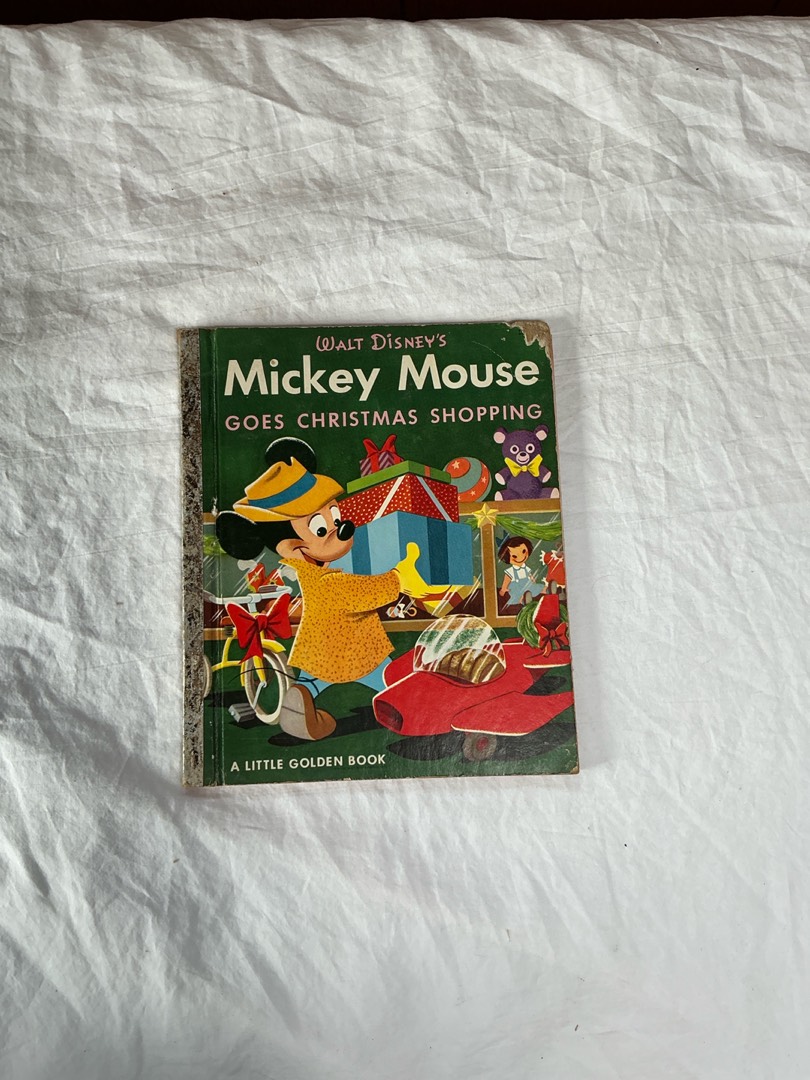 WALT DISNEY'S
Mickey Mouse
GOES CHRISTMAS SHOPPING
A LITTLE GOLDEN BOOK